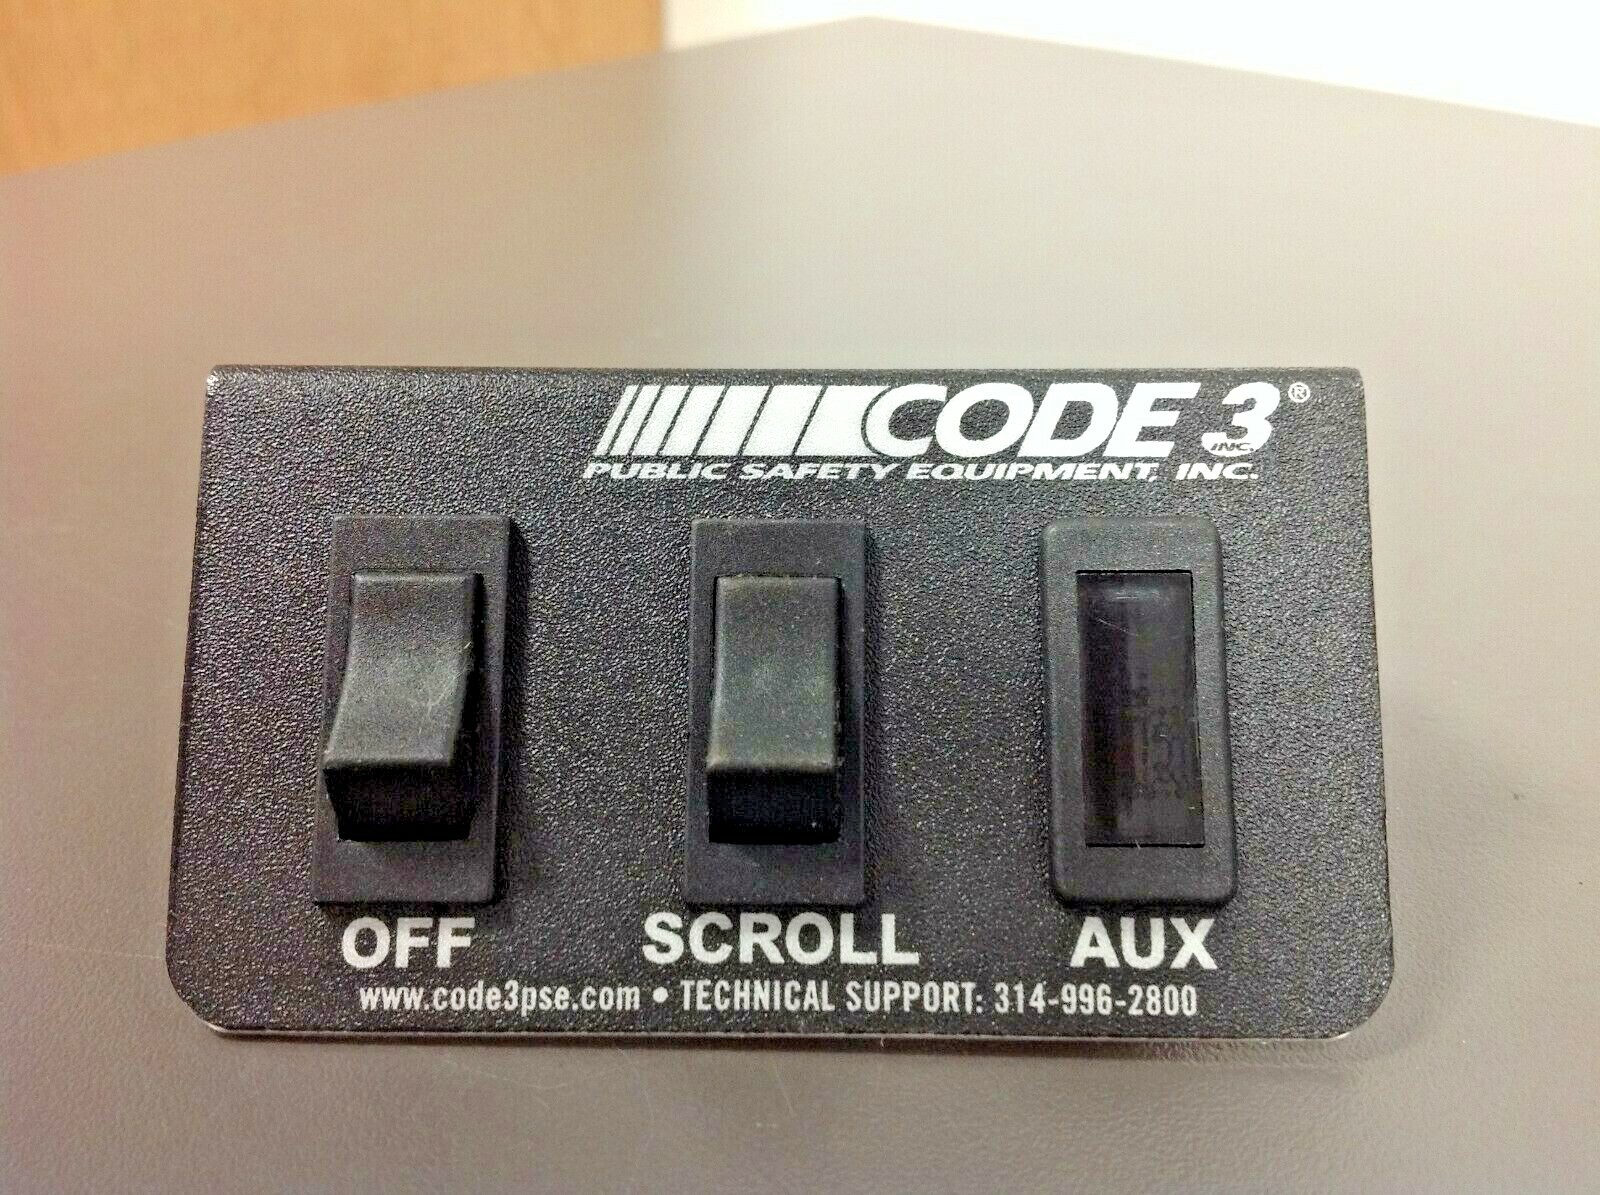 CODE 3®
INC.
PUBLIC SAFETY EQUIPMENT, INC.
OFF SCROLL AUX
www.code3pse.com • TECHNICAL SUPPORT: 314-996-2800